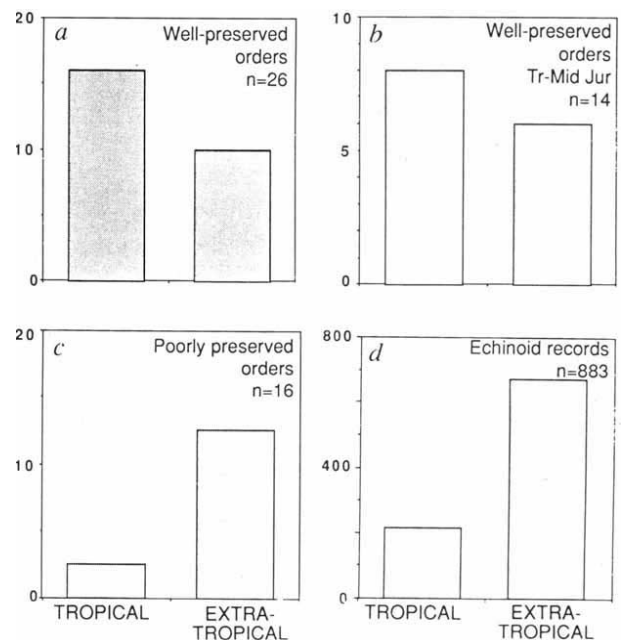 20
a
Well-preserved
orders
n=26
10
0
10
b
Well-preserved
orders
Tr-Mid Jur
n=14
5
0
20
c
Poorly preserved
orders
n=16
10
0
TROPICAL
EXTRA-
TROPICAL
800
d
Echinoid records
n=883
400
0
TROPICAL
EXTRA-
TROPICAL